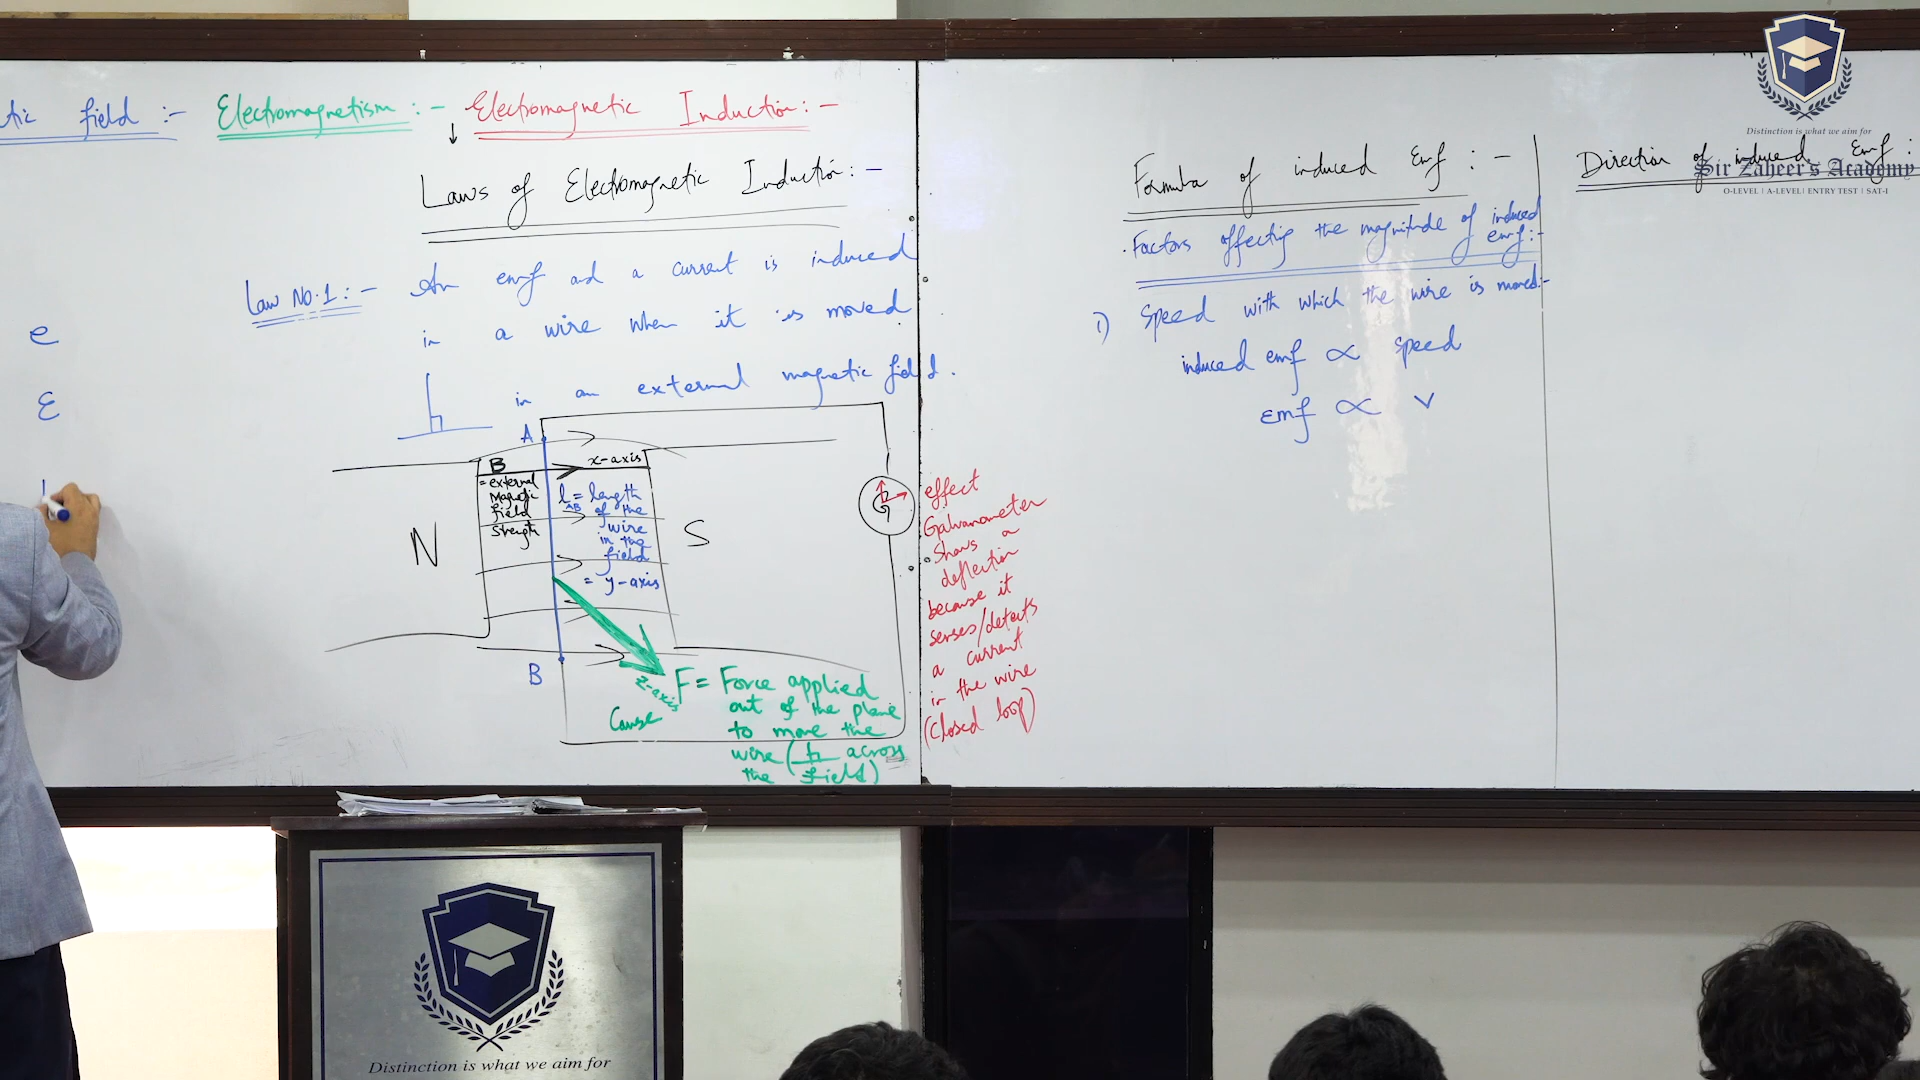 tic field :-
Electromagnetism :-
Electromagnetic Induction :-
↓
Laws of Electromagnetic Induction :-
Law No.1 :- An emf ad a current is induced
in a wire when it is moved
in an external magnetic field.
e
ε
A
B
= external
Magnetic
field
strength
x-axis
l = length
AB of the
wire
in the
field
= y-axis
N
S
G
B
z-axis
Cause
F = Force applied
out of the plane
to move the
wire ( across
the field)
effect
Galvanometer
shows a
deflection
because it
senses/detects
a current
in the wire
(closed loop)
Formula of induced Emf : -
. Factors affecting the magnitude of induced
emf :-
1) Speed with which the wire is moved:-
induced emf ∝ speed
Emf ∝ v
Direction of induced Emf :
Distinction is what we aim for
Sir Zaheer's Academy
O-LEVEL | A-LEVEL | ENTRY TEST | SAT-I
Distinction is what we aim for